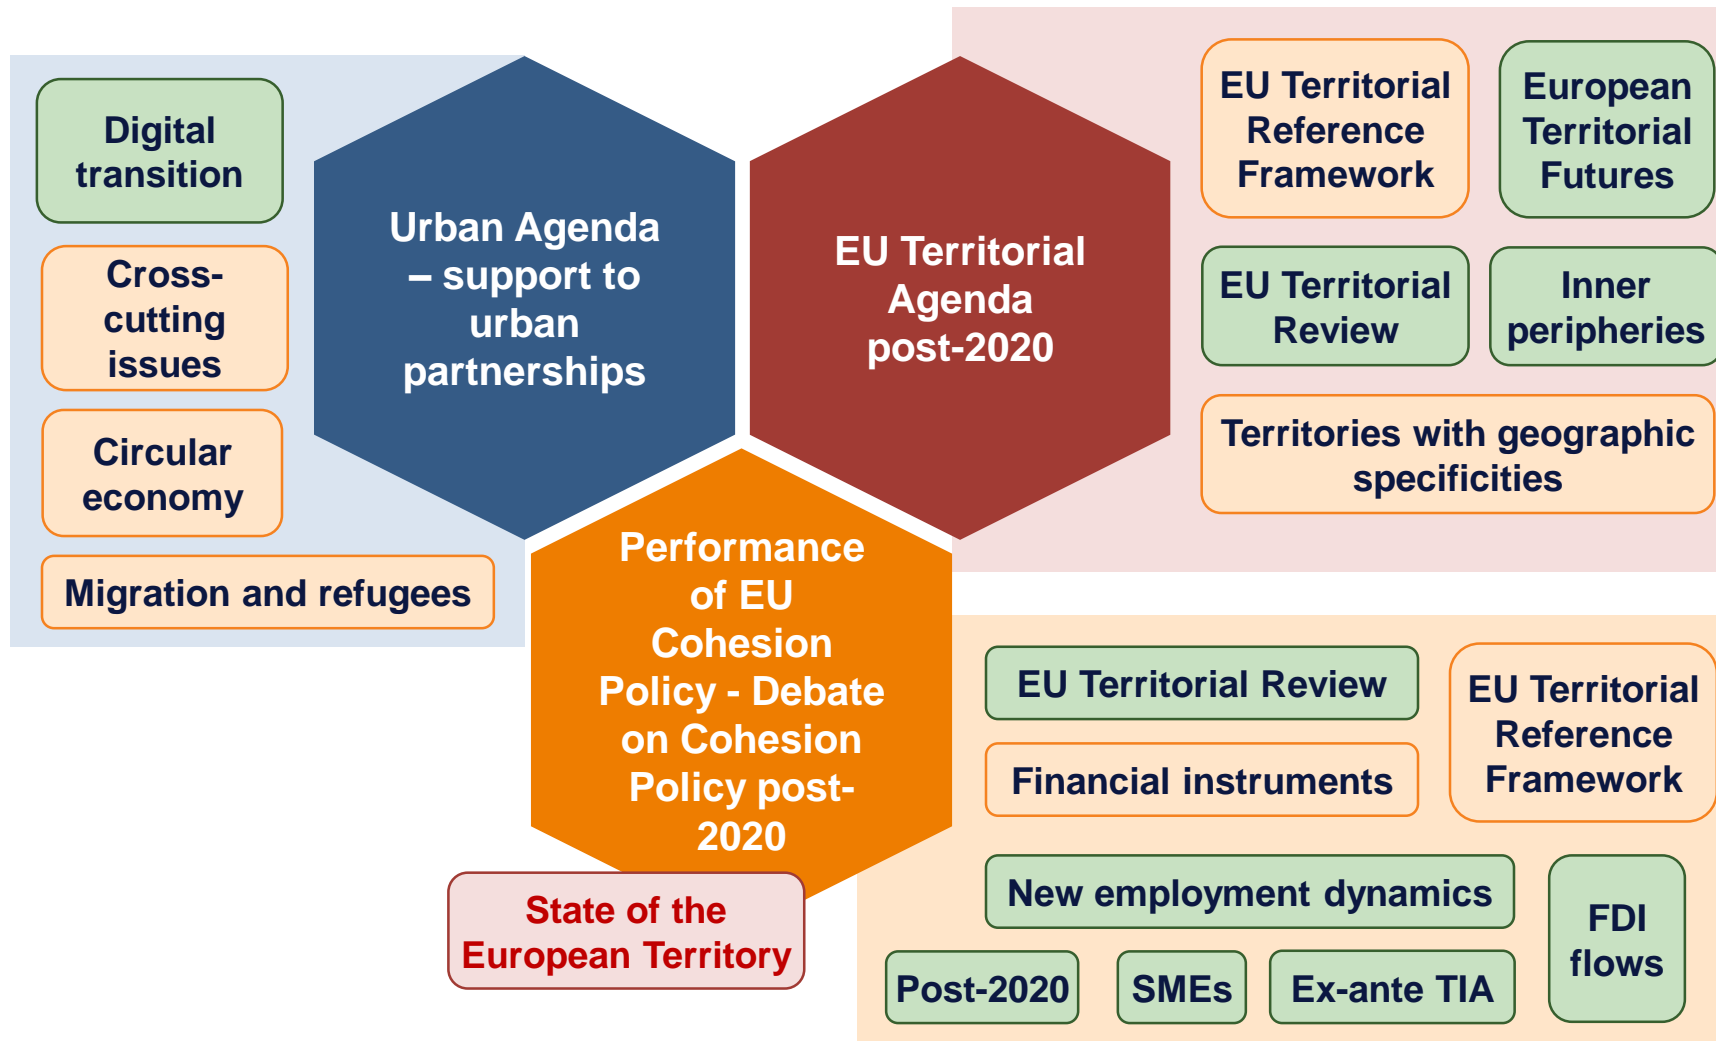 Digital
transition
Cross-
cutting
issues
Circular
economy
Migration and refugees
Urban Agenda
– support to
urban
partnerships
EU Territorial
Agenda
post-2020
EU Territorial
Reference
Framework
European
Territorial
Futures
EU Territorial
Review
Inner
peripheries
Territories with geographic
specificities
Performance
of EU
Cohesion
Policy - Debate
on Cohesion
Policy post-
2020
State of the
European Territory
EU Territorial Review
Financial instruments
EU Territorial
Reference
Framework
New employment dynamics
FDI
flows
Post-2020
SMEs
Ex-ante TIA